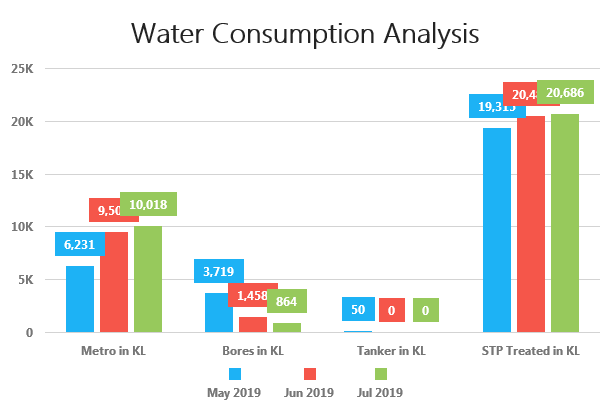 Water Consumption Analysis
25K
20K
15K
10K
5K
0
6,231
10,018
3,719
1,458
864
50
0
0
20,686
Metro in KL
Bores in KL
Tanker in KL
STP Treated in KL
May 2019
Jun 2019
Jul 2019